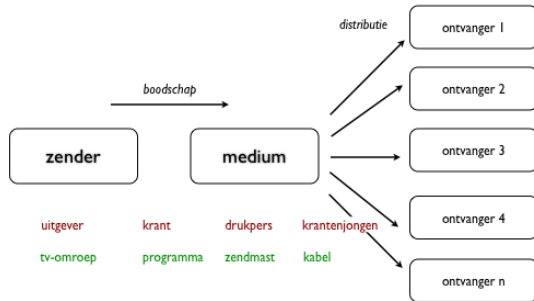 distributie
ontvanger 1
boodschap
ontvanger 2
zender
medium
ontvanger 3
uitgever krant drukpers krantenjongen
ontvanger 4
tv-omroep programma zendmast kabel
ontvanger n